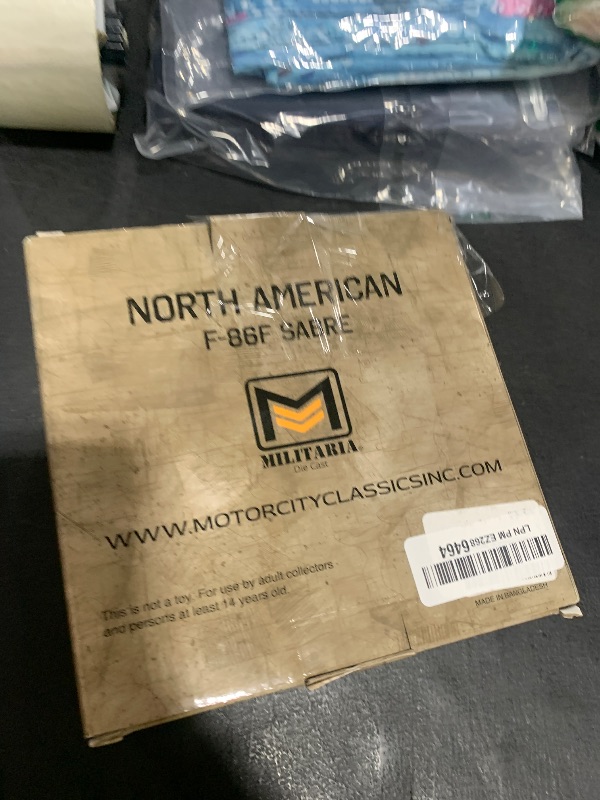 NORTH AMERICAN
F-86F SABRE
M
MILITARIA
Die Cast
WWW.MOTORCITYCLASSICSINC.COM
This is not a toy. For use by adult collectors
and persons at least 14 years old.
LPN PM EZ268 6464
MADE IN BANGLADESH